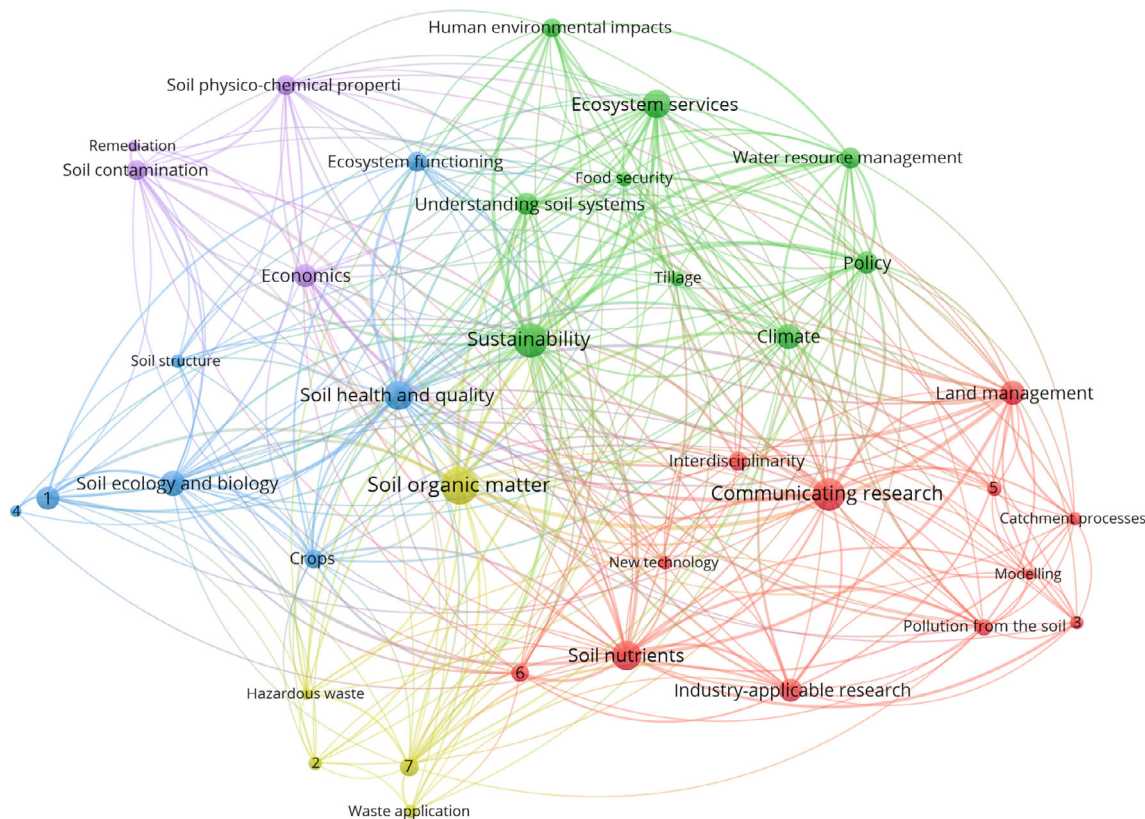 Human environmental impacts
Soil physico-chemical properti
Ecosystem services
Remediation
Soil contamination
Ecosystem functioning
Water resource management
Food security
Understanding soil systems
Economics
Policy
Tillage
Sustainability
Climate
Soil structure
Soil health and quality
Land management
Interdisciplinarity
Soil ecology and biology
Soil organic matter
Communicating research
5
1
4
Catchment processes
Crops
New technology
Modelling
Pollution from the soil
3
Soil nutrients
6
Industry-applicable research
Hazardous waste
2
7
Waste application